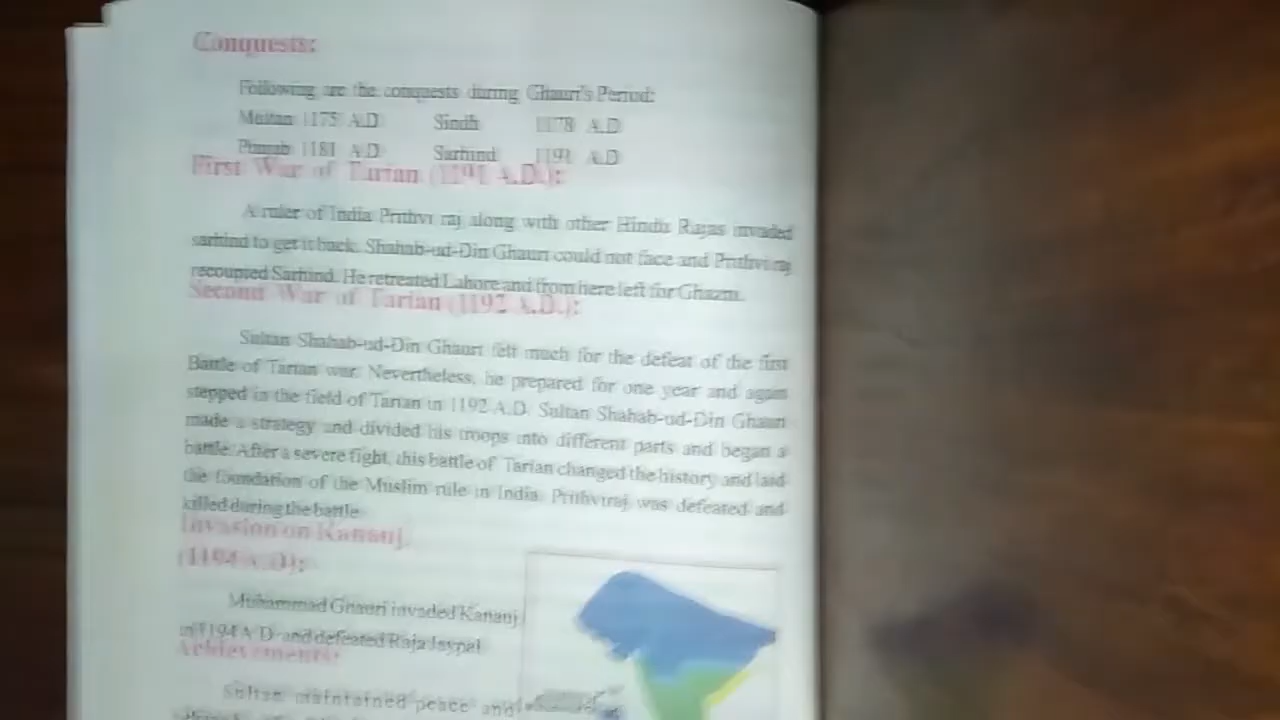 Conquests:
Following are the conquests during Ghauri's Period:
Multan 1175 A.D Sindh 1178 A.D
Punjab 1181 A.D Sarhind 1191 A.D
First War of Tarian (1191 A.D.):
A ruler of India Prithvi raj along with other Hindu Rajas invaded
sarhind to get it back. Shahab-ud-Din Ghauri could not face and Prithvi raj
recoupied Sarhind. He retreated Lahore and from here left for Ghazni.
Second War of Tarian (1192 A.D.):
Sultan Shahab-ud-Din Ghauri felt much for the defeat of the first
Battle of Tarian war. Nevertheless, he prepared for one year and again
stepped in the field of Tarian in 1192 A.D. Sultan Shahab-ud-Din Ghauri
made a strategy and divided his troops into different parts and began a
battle. After a severe fight, this battle of Tarian changed the history and laid
the foundation of the Muslim rule in India. Prithviraj was defeated and
killed during the battle.
Invasion on Kanauj.
(1194 A.D):
Muhammad Ghauri invaded Kanauj
in 1194 A.D and defeated Raja Jaypal
Achievements:
Sultan maintained peace and